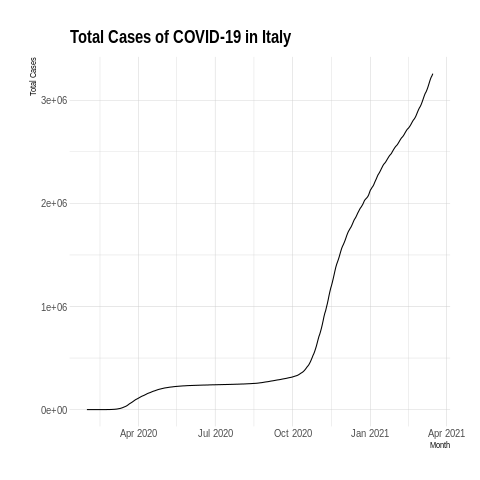 Total Cases of COVID-19 in Italy
Total Cases
3e+06
2e+06
1e+06
0e+00
Apr 2020 Jul 2020 Oct 2020 Jan 2021 Apr 2021
Month